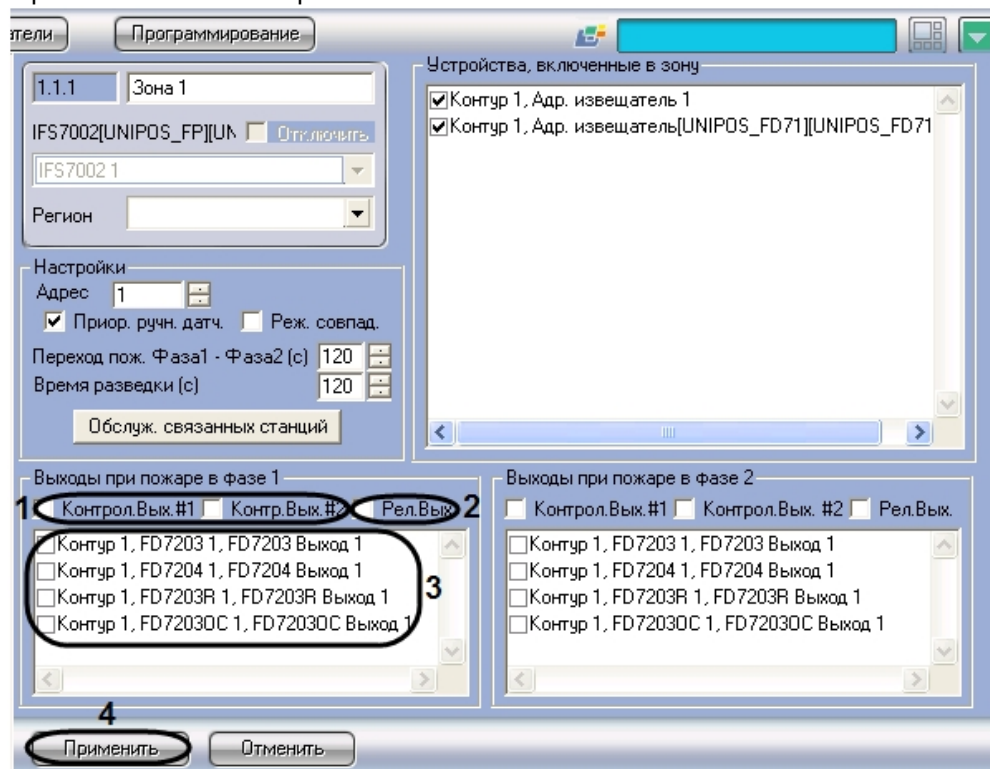 Программирование
1.1.1 Зона 1
IFS7002[UNIPOS_FP][UN Отключить
IFS7002 1
Регион
Устройства, включенные в зону
Контур 1, Адр. извещатель 1
Контур 1, Адр. извещатель[UNIPOS_FD71][UNIPOS_FD71
Настройки
Адрес 1
Приор. ручн. датч. Реж. совпад.
Переход пож. Фаза1 - Фаза2 (с) 120
Время разведки (с) 120
Обслуж. связанных станций
Выходы при пожаре в фазе 1
1 Контрол.Вых.#1 Контр.Вых.#2 Рел.Вых 2
Контур 1, FD7203 1, FD7203 Выход 1
Контур 1, FD7204 1, FD7204 Выход 1
Контур 1, FD7203R 1, FD7203R Выход 1
Контур 1, FD7203OC 1, FD7203OC Выход 1
3
Выходы при пожаре в фазе 2
Контрол.Вых.#1 Контрол.Вых. #2 Рел.Вых.
Контур 1, FD7203 1, FD7203 Выход 1
Контур 1, FD7204 1, FD7204 Выход 1
Контур 1, FD7203R 1, FD7203R Выход 1
Контур 1, FD7203OC 1, FD7203OC Выход 1
4
Применить Отменить